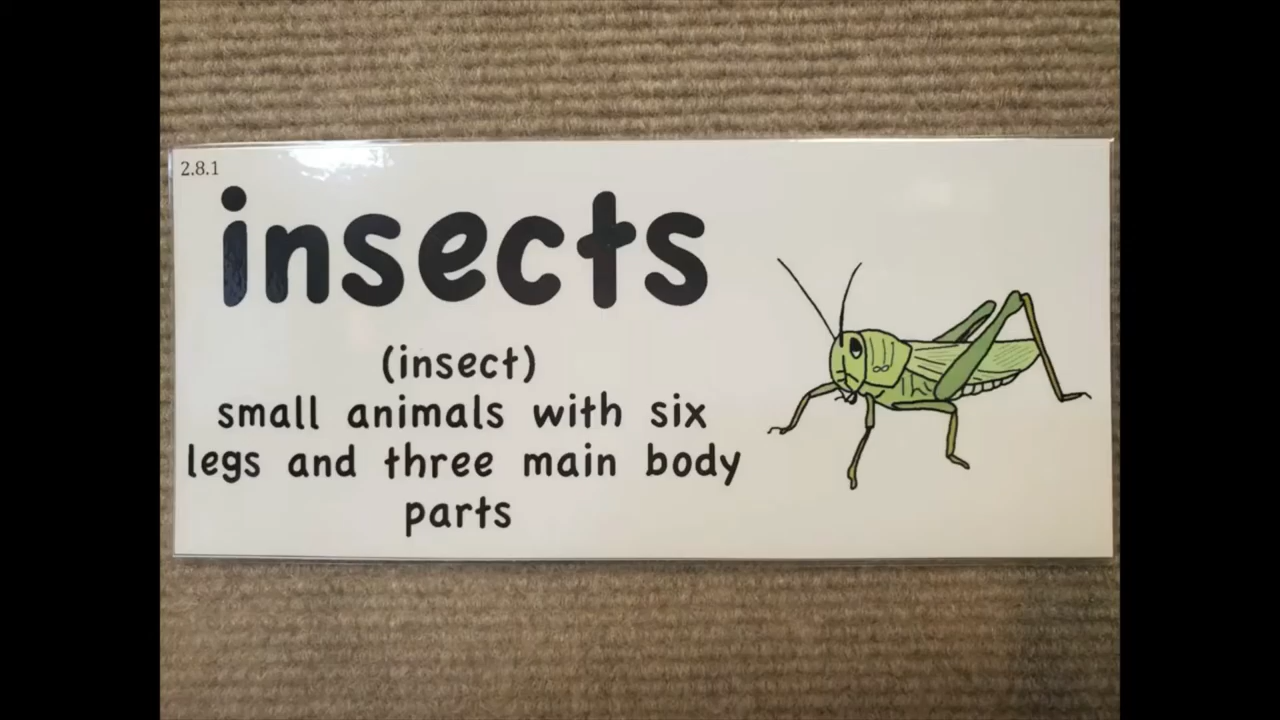 2.8.1
insects
(insect)
small animals with six
legs and three main body
parts